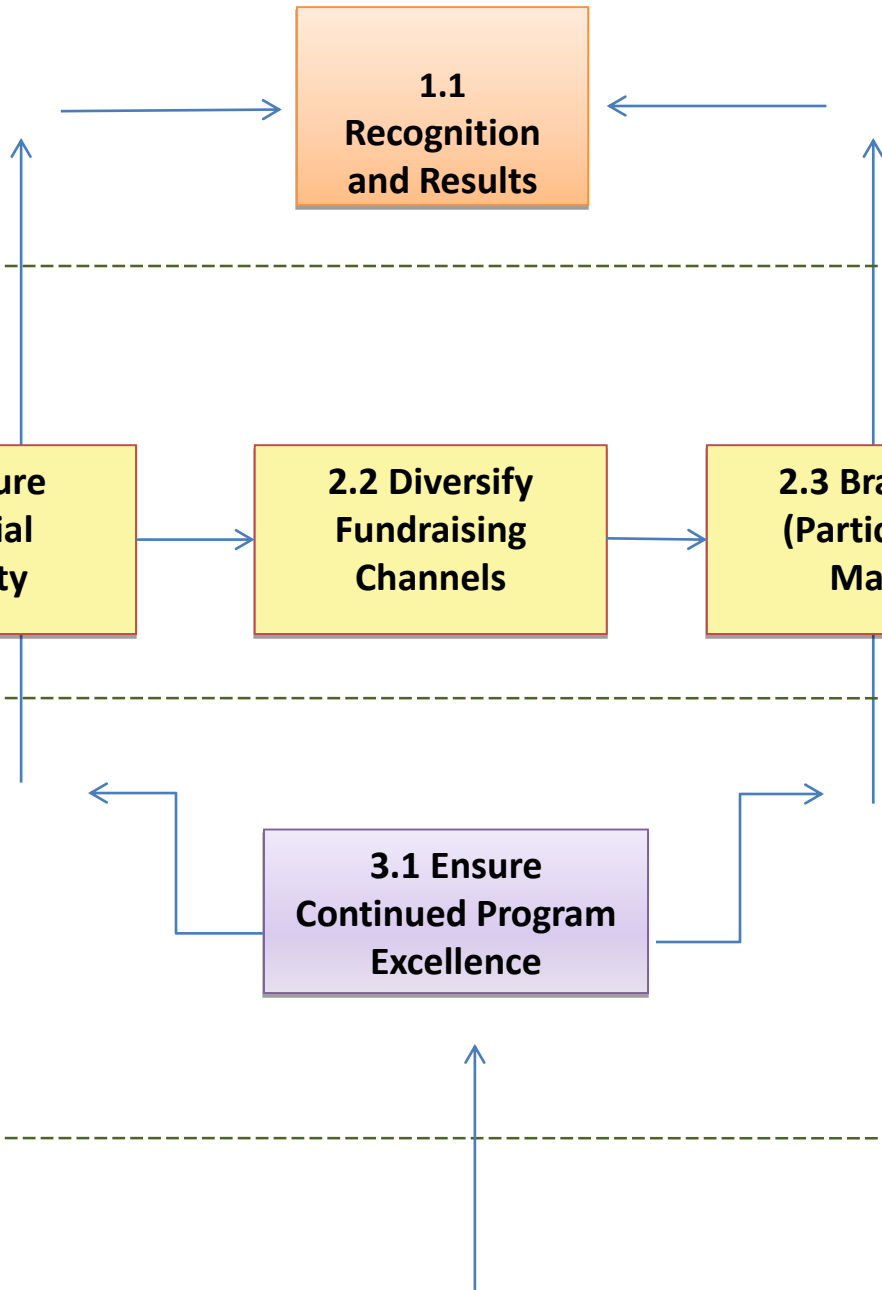 1.1
Recognition
and Results
ure
ial
ty
2.2 Diversify
Fundraising
Channels
2.3 Bra
(Partic
Ma
3.1 Ensure
Continued Program
Excellence